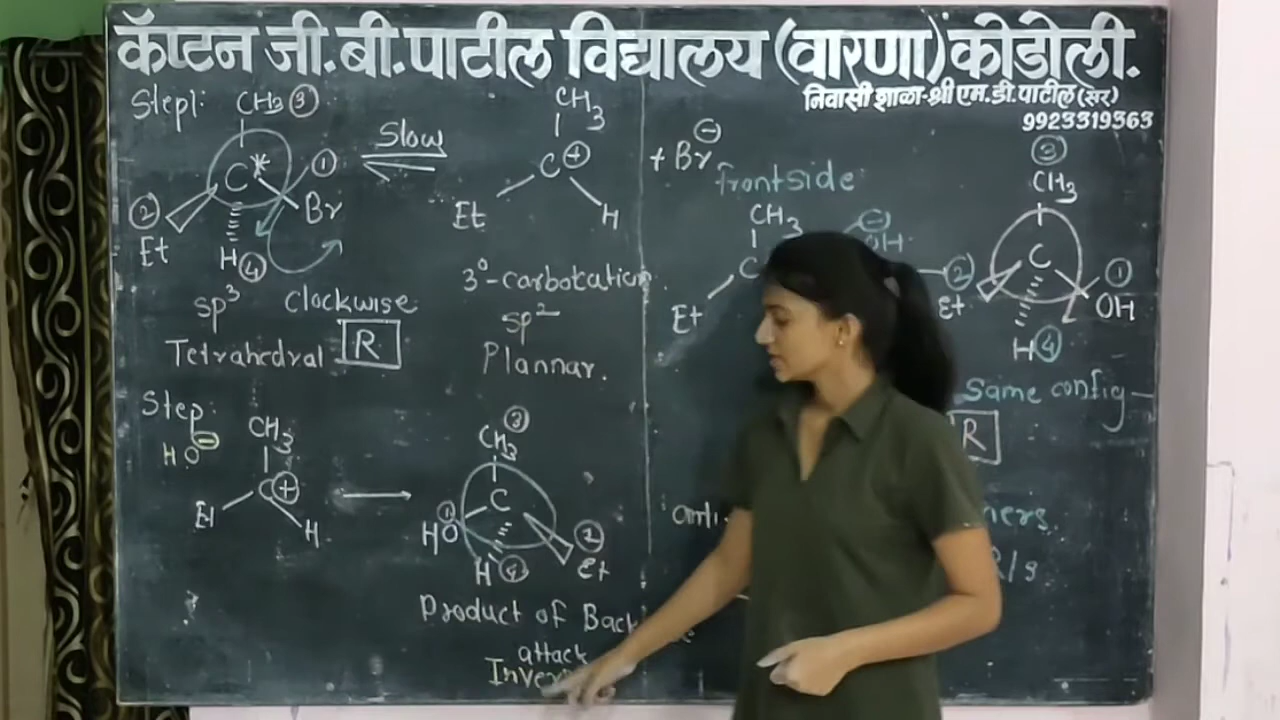 कॅप्टन जी.बी.पाटील विद्यालय (वारणा) कोडोली.
निवासी शाळा-श्री एम.डी.पाटील(सर)
9923319363
Step1:
CH3 ③
C*
①
Br
②
Et
H ④
sp³
Clockwise
Tetrahedral
R
Slow
CH3
C⊕
Et
H
3°-carbocation.
sp²
Plannar.
+ Br⊖
frontside
CH3
C
Et
⊖
OH
③
CH3
C
②
Et
①
OH
H ④
Same config-
R
Step
HO⊖
CH3
C⊕
Et
H
③
CH3
C
①
HO
H ④
②
Et
Product of
attack
R/S